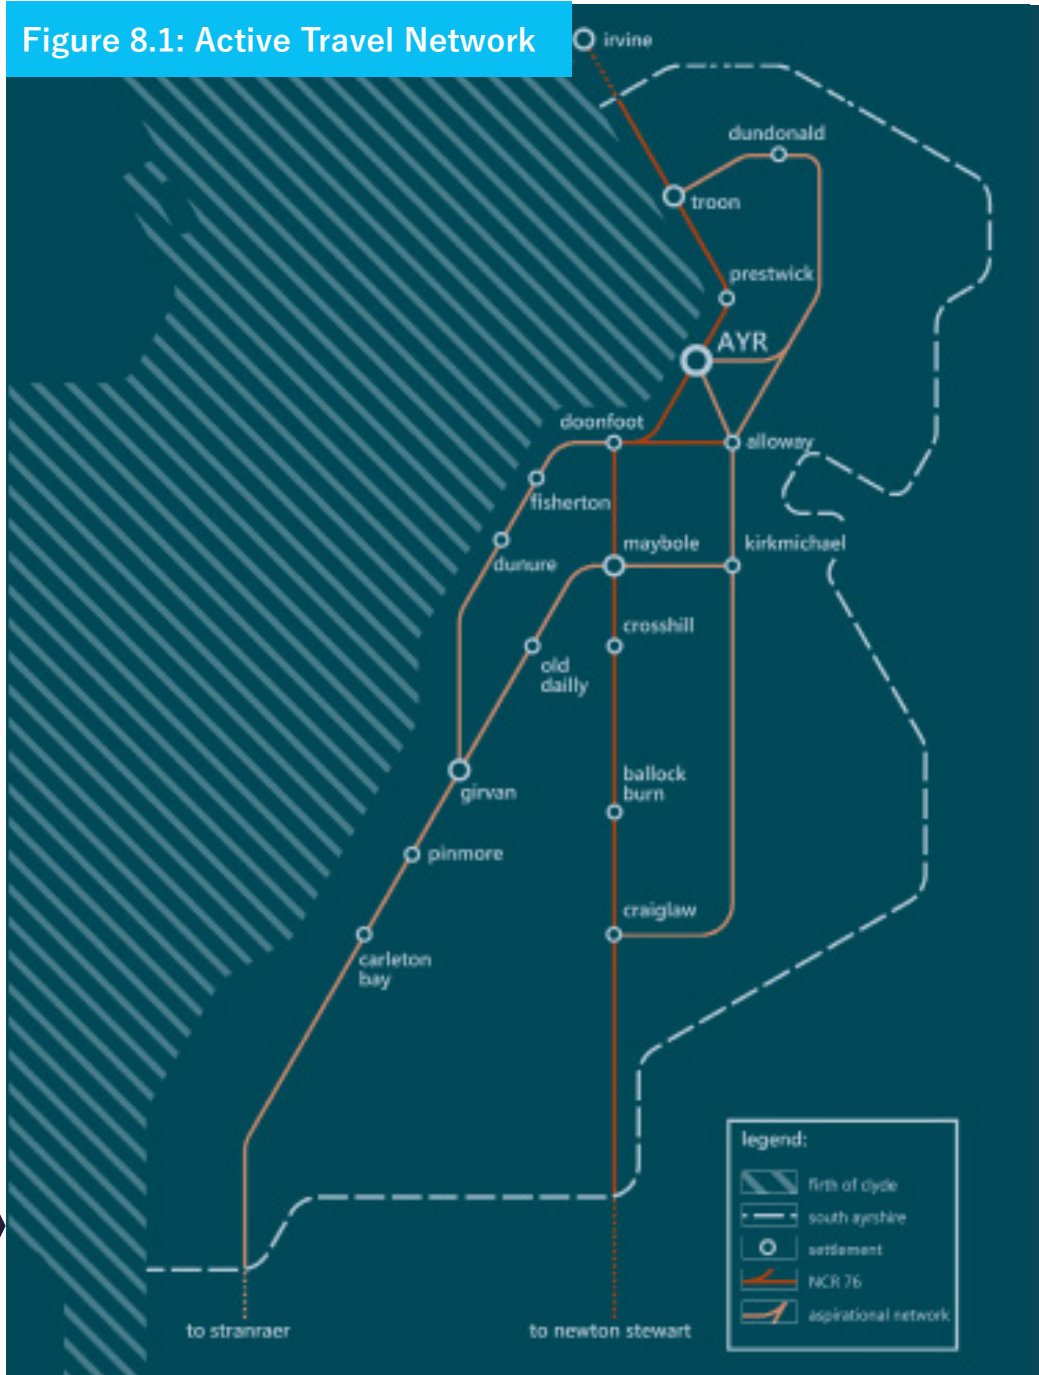 Figure 8.1: Active Travel Network
irvine
dundonald
troon
prestwick
AYR
doonfoot
alloway
fisherton
maybole
kirkmichael
dunure
crosshill
old
dailly
ballock
burn
girvan
pinmore
craiglaw
carleton
bay
legend:
firth of clyde
south ayrshire
settlement
NCR 76
aspirational network
to stranraer
to newton stewart